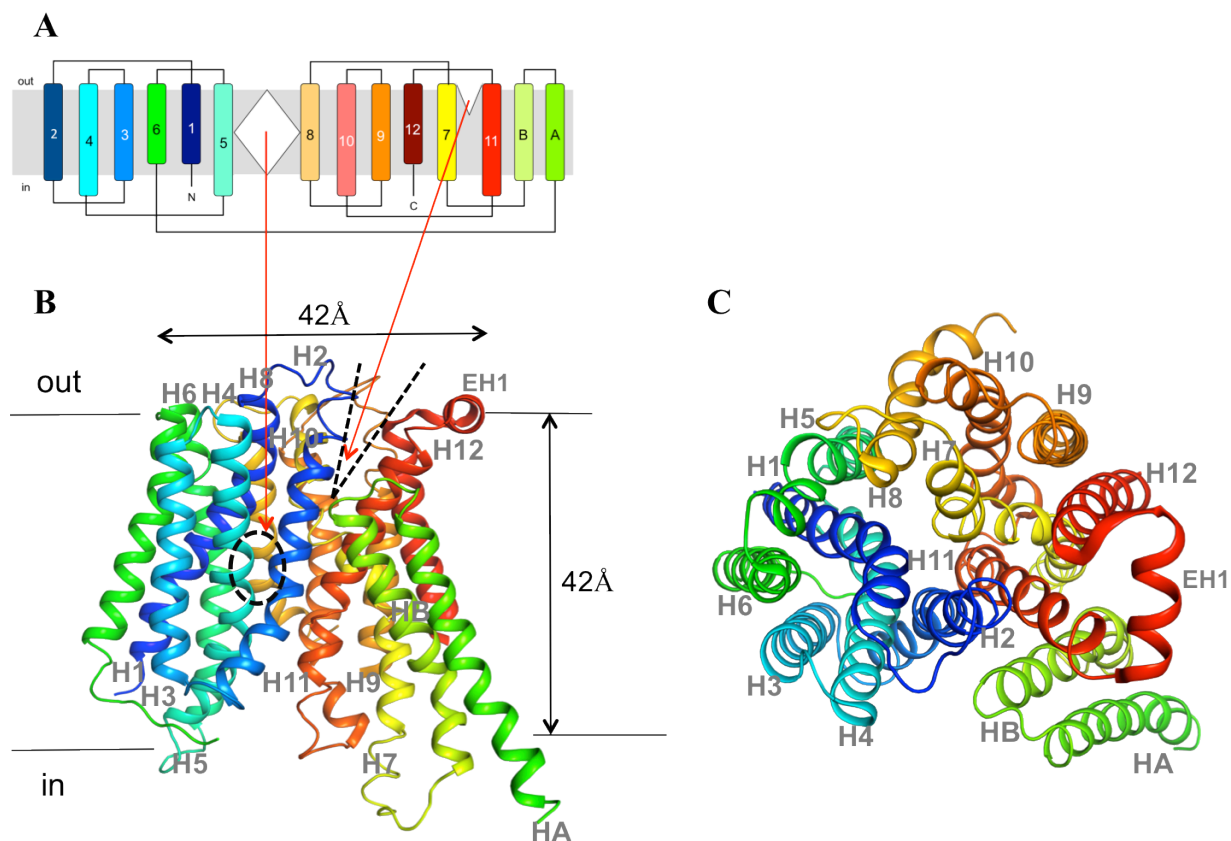 A
out
2 4 3 6 1 5 8 10 9 12 7 11 B A
in
N C
B
42Å
out
H6 H4 H8 H2 EH1
H10 H12
42Å
HB
H1 H3 H11 H9
H5 H7
in
HA
C
H10
H9
H5 H7
H1 H8 H12
H11
H6 H2 EH1
H3 H4
HB HA